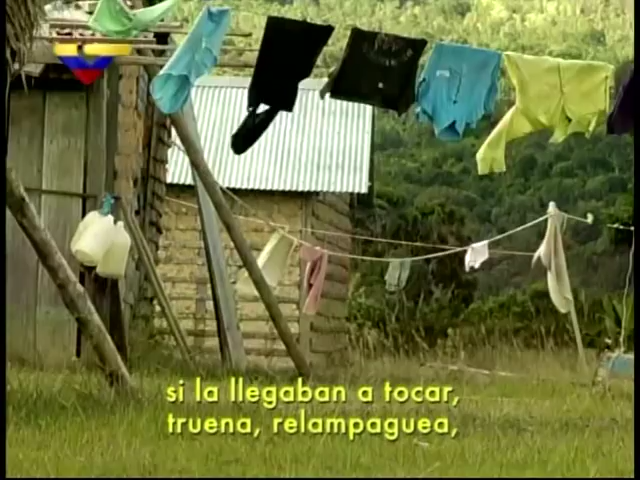 si la llegaban a tocar,
truena, relampaguea,